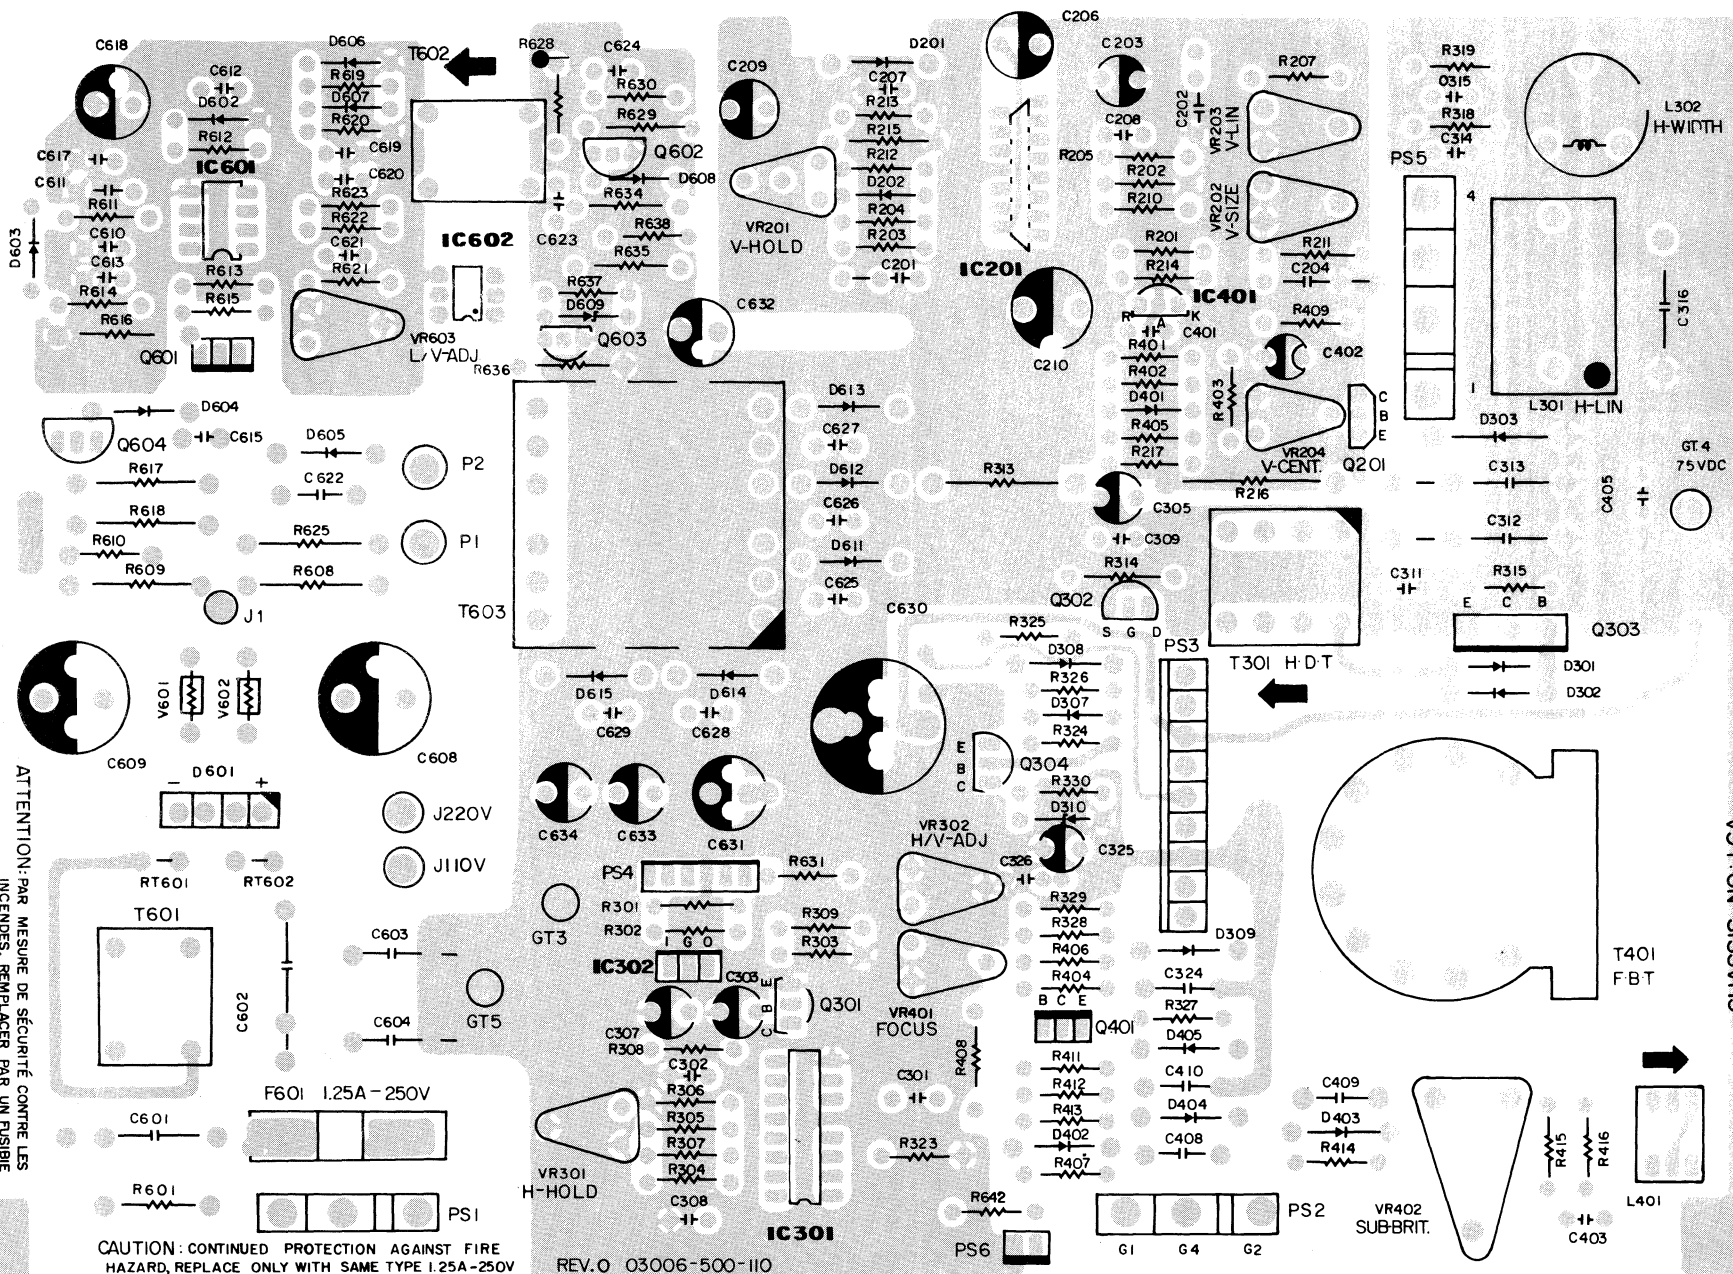 C618
D606
T602
R628
C624
C209
D201
C206
C203
R207
R319
C612
R619
R630
C207
O315
D602
D607
R213
C202
VR203
V-LIN
L302
H-WIDTH
R612
R620
R629
R215
C208
R318
C314
IC601
C617
C619
Q602
R212
R205
PS5
C611
C620
D608
D202
R202
R611
R623
R634
R204
R210
VR202
V-SIZE
4
D603
C610
R622
IC602
C623
R638
VR201
V-HOLD
R203
R201
R211
C613
C621
R635
C201
IC201
R214
C204
R613
R621
R637
IC401
R614
R615
D609
C632
R A K
C401
R409
C316
R616
VR603
L/V-ADJ
Q603
C210
R401
C402
Q601
R636
R402
R403
1
D613
D401
C
B
E
L301 H-LIN
D604
C627
R405
D303
Q604
C615
D605
P2
R217
VR204
V-CENT.
Q201
GT.4
75VDC
R617
C622
D612
R313
R216
C313
C405
C626
C305
R618
R625
P1
C309
C312
R610
D611
R314
C311
R315
R609
R608
C625
Q302
E C B
J1
T603
C630
R325
S G D
Q303
D308
PS3
T301 H·D·T
D301
V601
V602
D615
D614
R326
D302
D307
C629
C628
R324
C609
C608
E
B
C
Q304
- D601 +
R330
D310
J220V
C634
C633
C631
VR302
H/V-ADJ
C326
C325
RT601
RT602
J110V
PS4
R631
R301
R329
T601
R309
R328
D309
GT3
R302
R303
R406
T401
F·B·T
C603
I G O
IC302
C303
R404
C324
C602
GT5
E
B
C
Q301
VR401
FOCUS
B C E
Q401
R327
C604
C307
R308
R408
D405
C302
R411
F601 1.25A-250V
R306
C301
R412
C410
C409
C601
R305
R413
D404
D403
R307
R323
D402
C408
R414
R415
R416
VR301
H-HOLD
R304
R407
R601
C308
R642
PS2
VR402
SUB-BRIT.
L401
PS1
IC301
PS6
G1 G4 G2
C403
CAUTION: CONTINUED PROTECTION AGAINST FIRE
HAZARD, REPLACE ONLY WITH SAME TYPE 1.25A-250V
REV.0 03006-500-110
ATTENTION: PAR MESURE DE SÉCURITÉ CONTRE LES
INCENDES, REMPLACER PAR UN FUSIBLE